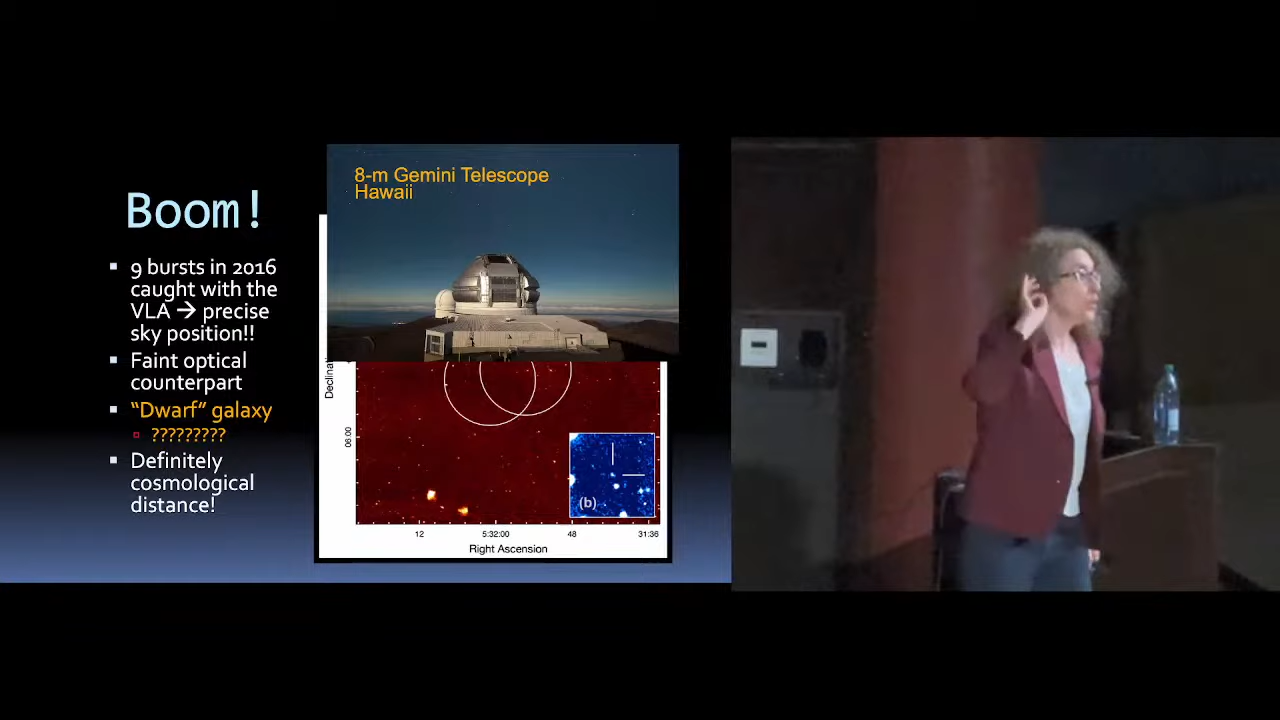 Boom!
9 bursts in 2016
caught with the
VLA → precise
sky position!!
Faint optical
counterpart
“Dwarf” galaxy
?????????
Definitely
cosmological
distance!
8-m Gemini Telescope
Hawaii
Declinati
06:00
(b)
12
5:32:00
48
31:36
Right Ascension